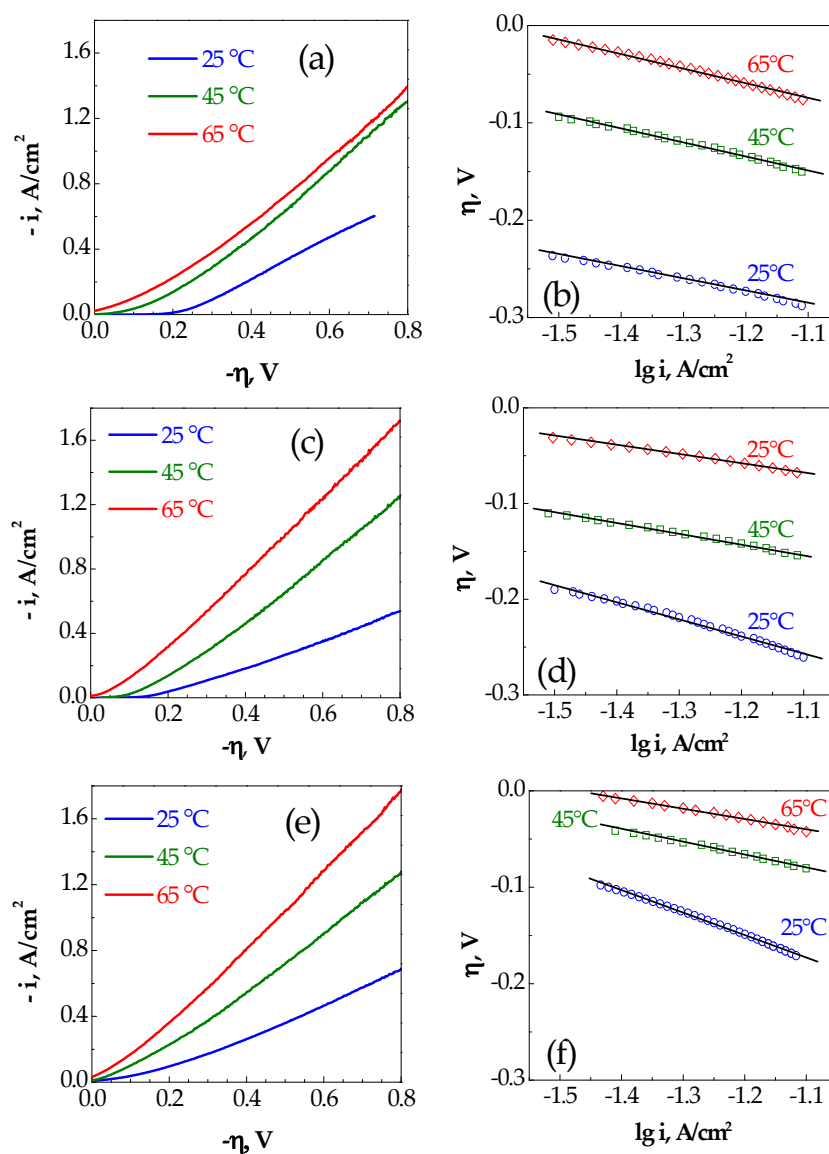 1.6
1.2
0.8
0.4
0.0
- i, A/cm²
25 °C
45 °C
65 °C
(a)
0.0 0.2 0.4 0.6 0.8
-η, V
0.0
-0.1
-0.2
-0.3
η, V
65°C
45°C
25°C
(b)
-1.5 -1.4 -1.3 -1.2 -1.1
lg i, A/cm²
1.6
1.2
0.8
0.4
0.0
- i, A/cm²
25 °C
45 °C
65 °C
(c)
0.0 0.2 0.4 0.6 0.8
-η, V
0.0
-0.1
-0.2
-0.3
η, V
25°C
45°C
25°C
(d)
-1.5 -1.4 -1.3 -1.2 -1.1
lg i, A/cm²
1.6
1.2
0.8
0.4
0.0
- i, A/cm²
25 °C
45 °C
65 °C
(e)
0.0 0.2 0.4 0.6 0.8
-η, V
0.0
-0.1
-0.2
-0.3
η, V
65°C
45°C
25°C
(f)
-1.5 -1.4 -1.3 -1.2 -1.1
lg i, A/cm²